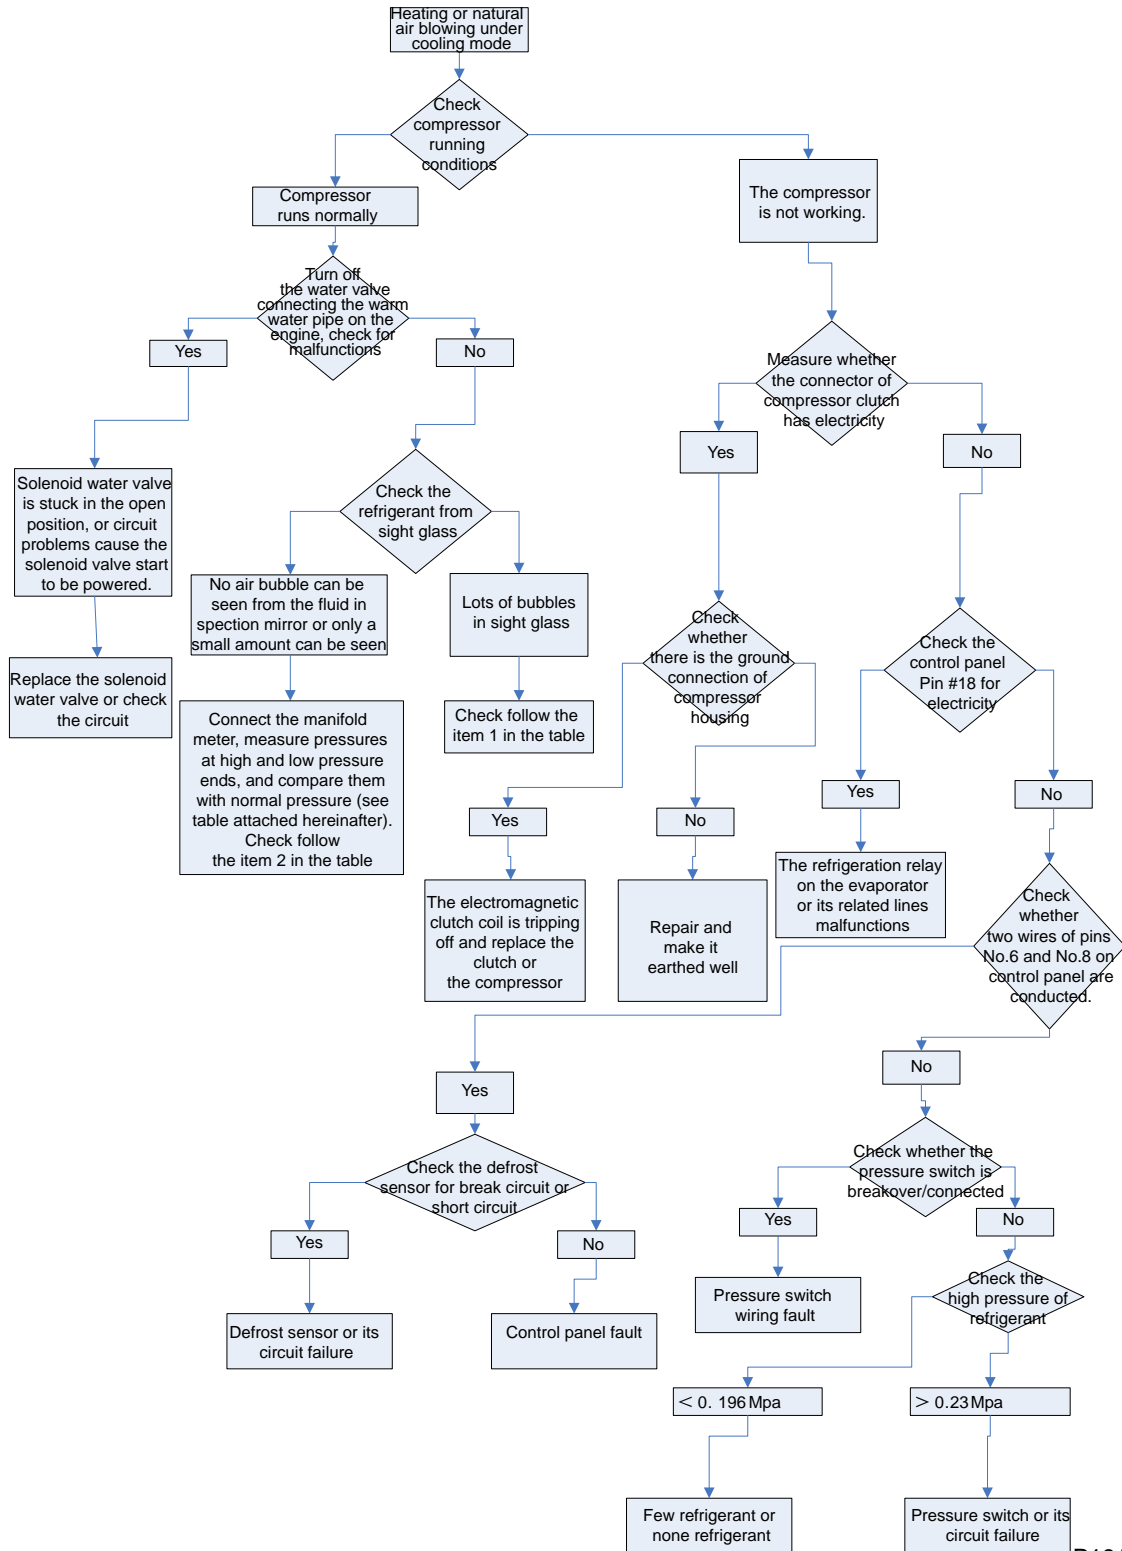 Heating or natural
air blowing under
cooling mode
Check
compressor
running
conditions
Compressor
runs normally
The compressor
is not working.
Turn off
the water valve
connecting the warm
water pipe on the
engine, check for
malfunctions
Yes
No
Measure whether
the connector of
compressor clutch
has electricity
Yes
No
Solenoid water valve
is stuck in the open
position, or circuit
problems cause the
solenoid valve start
to be powered.
Check the
refrigerant from
sight glass
No air bubble can be
seen from the fluid in
spection mirror or only a
small amount can be seen
Lots of bubbles
in sight glass
Check
whether
there is the ground
connection of
compressor
housing
Check the
control panel
Pin #18 for
electricity
Replace the solenoid
water valve or check
the circuit
Connect the manifold
meter, measure pressures
at high and low pressure
ends, and compare them
with normal pressure (see
table attached hereinafter).
Check follow
the item 2 in the table
Check follow the
item 1 in the table
Yes
No
Yes
No
The electromagnetic
clutch coil is tripping
off and replace the
clutch or
the compressor
Repair and
make it
earthed well
The refrigeration relay
on the evaporator
or its related lines
malfunctions
Check
whether
two wires of pins
No.6 and No.8 on
control panel are
conducted.
Yes
No
Check the defrost
sensor for break circuit or
short circuit
Check whether the
pressure switch is
breakover/connected
Yes
No
Yes
No
Defrost sensor or its
circuit failure
Control panel fault
Pressure switch
wiring fault
Check the
high pressure of
refrigerant
＜0. 196Mpa
＞0.23Mpa
Few refrigerant or
none refrigerant
Pressure switch or its
circuit failure